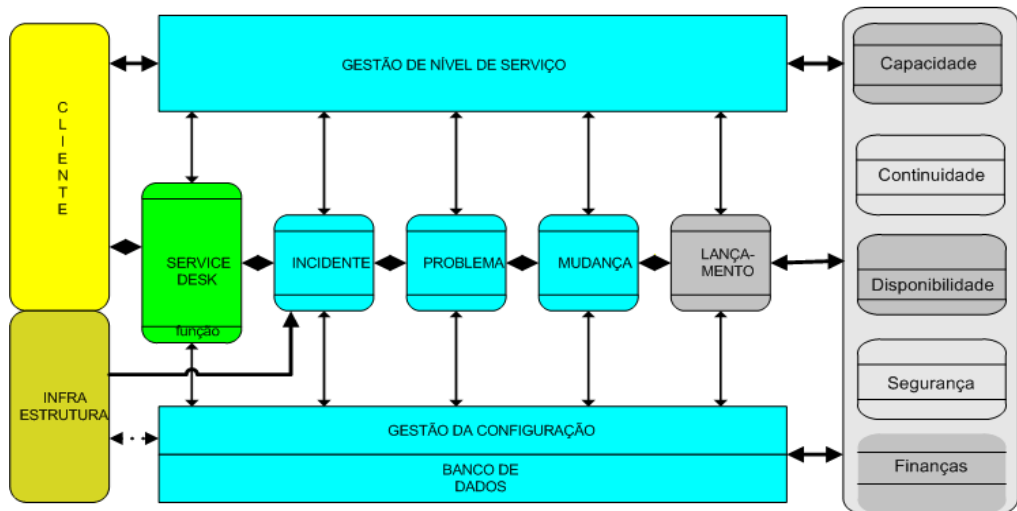 GESTÃO DE NÍVEL DE SERVIÇO
CLIENTE
SERVICE
DESK
função
INCIDENTE
PROBLEMA
MUDANÇA
LANÇA-
MENTO
INFRA
ESTRUTURA
GESTÃO DA CONFIGURAÇÃO
BANCO DE
DADOS
Capacidade
Continuidade
Disponibilidade
Segurança
Finanças